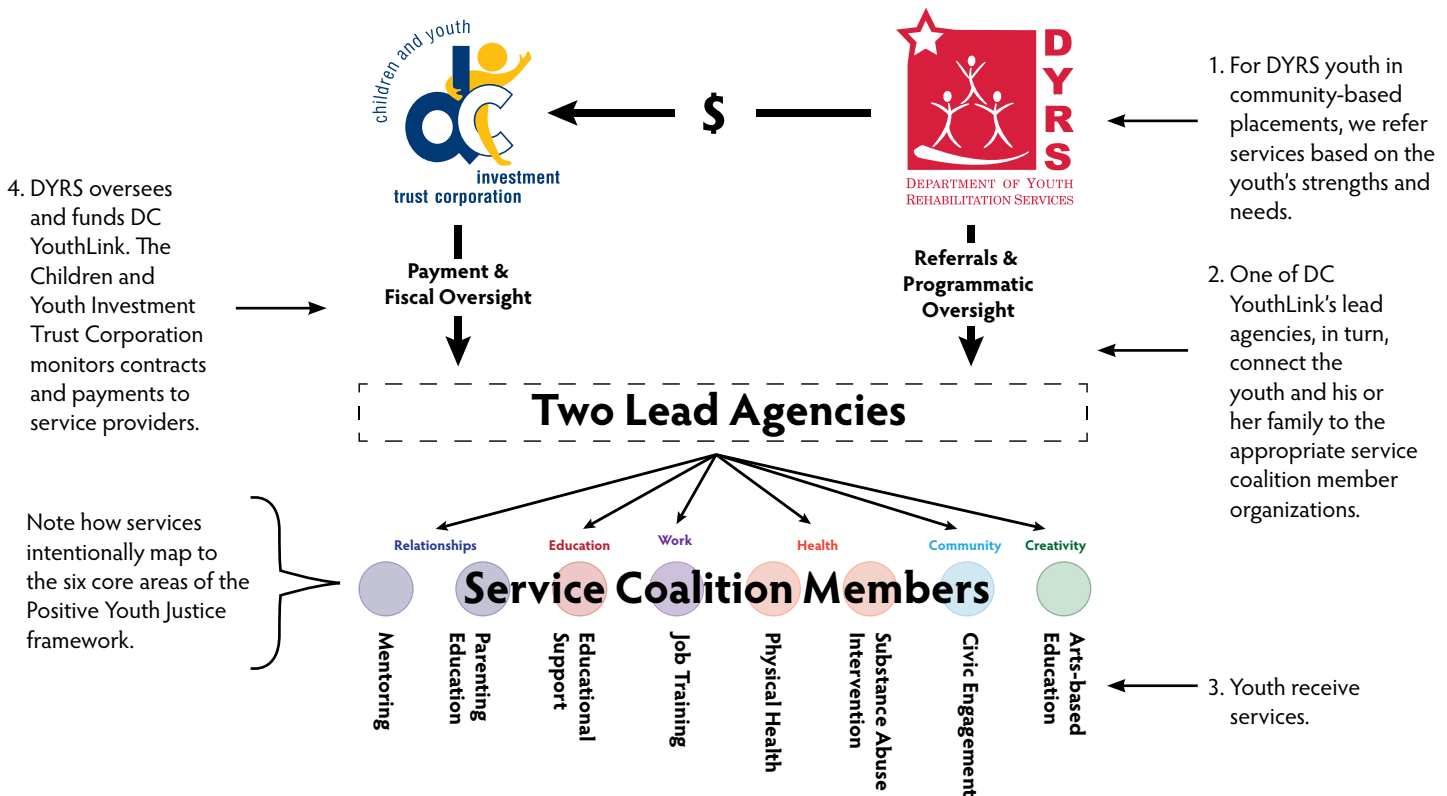 children and youth
dc
investment
trust corporation
$
D
Y
R
S
DEPARTMENT OF YOUTH
REHABILITATION SERVICES
1. For DYRS youth in
community-based
placements, we refer
services based on the
youth's strengths and
needs.
4. DYRS oversees
and funds DC
YouthLink. The
Children and
Youth Investment
Trust Corporation
monitors contracts
and payments to
service providers.
Payment &
Fiscal Oversight
Referrals &
Programmatic
Oversight
2. One of DC
YouthLink's lead
agencies, in turn,
connect the
youth and his or
her family to the
appropriate service
coalition member
organizations.
Two Lead Agencies
Note how services
intentionally map to
the six core areas of the
Positive Youth Justice
framework.
Relationships
Education
Work
Health
Community
Creativity
Service Coalition Members
Mentoring
Parenting
Education
Educational
Support
Job Training
Physical Health
Substance Abuse
Intervention
Civic Engagement
Arts-based
Education
3. Youth receive
services.